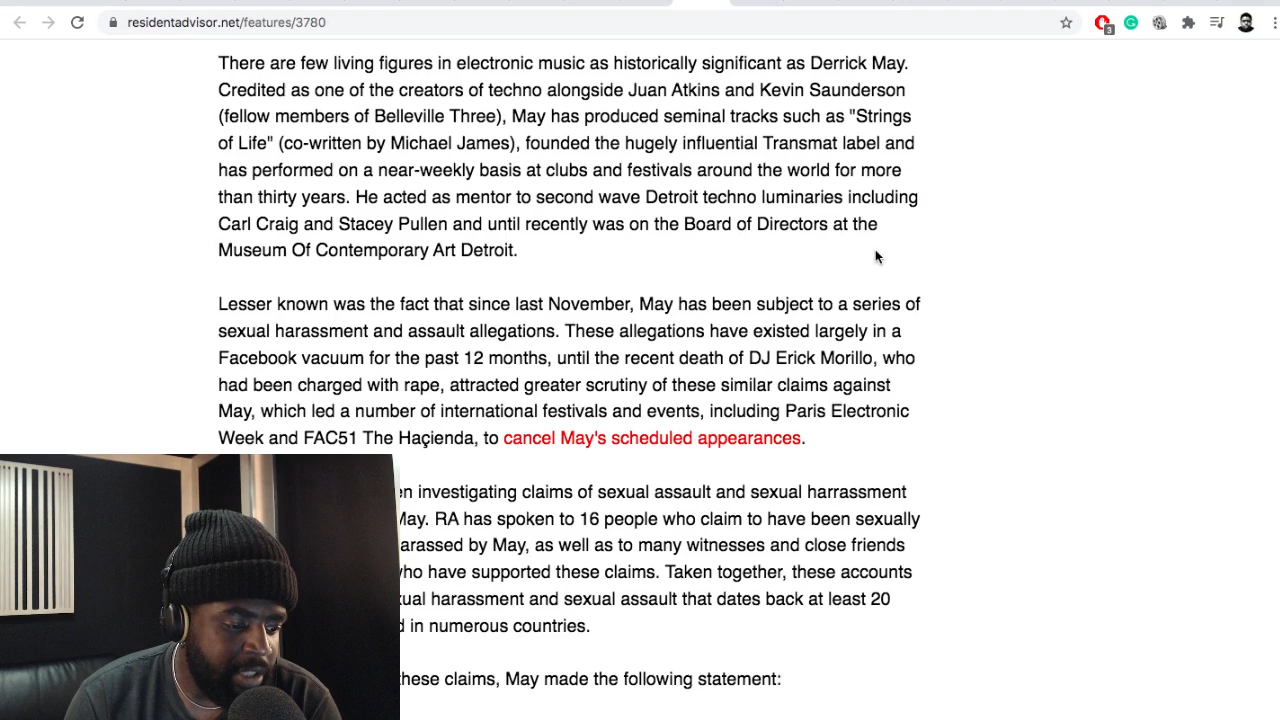 residentadvisor.net/features/3780
3
There are few living figures in electronic music as historically significant as Derrick May.
Credited as one of the creators of techno alongside Juan Atkins and Kevin Saunderson
(fellow members of Belleville Three), May has produced seminal tracks such as "Strings
of Life" (co-written by Michael James), founded the hugely influential Transmat label and
has performed on a near-weekly basis at clubs and festivals around the world for more
than thirty years. He acted as mentor to second wave Detroit techno luminaries including
Carl Craig and Stacey Pullen and until recently was on the Board of Directors at the
Museum Of Contemporary Art Detroit.
Lesser known was the fact that since last November, May has been subject to a series of
sexual harassment and assault allegations. These allegations have existed largely in a
Facebook vacuum for the past 12 months, until the recent death of DJ Erick Morillo, who
had been charged with rape, attracted greater scrutiny of these similar claims against
May, which led a number of international festivals and events, including Paris Electronic
Week and FAC51 The Haçienda, to cancel May's scheduled appearances.
en investigating claims of sexual assault and sexual harrassment
May. RA has spoken to 16 people who claim to have been sexually
arassed by May, as well as to many witnesses and close friends
who have supported these claims. Taken together, these accounts
xual harassment and sexual assault that dates back at least 20
d in numerous countries.
these claims, May made the following statement: